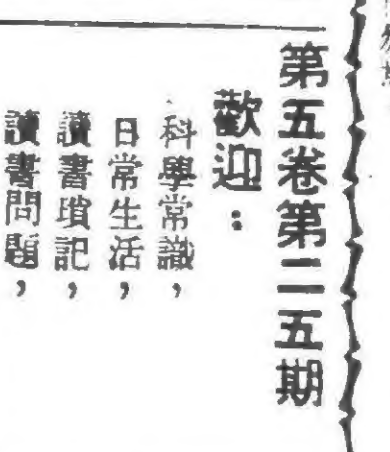 第五卷第二五期
歡迎：
科學常識，
日常生活，
讀書瑣記，
讀書問題，